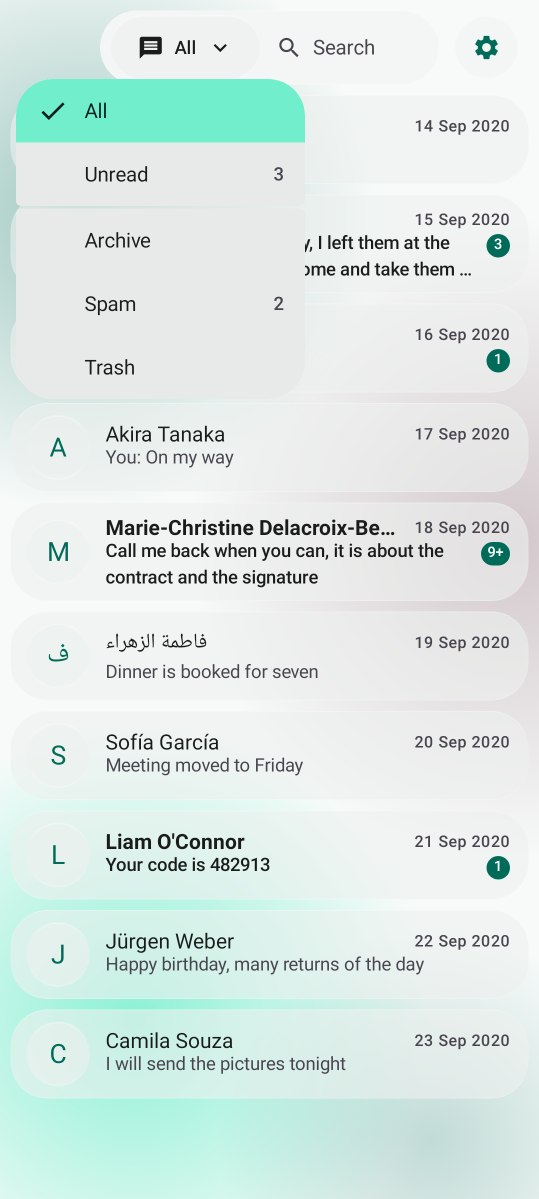 All
Search
All
Unread 3
Archive
Spam 2
Trash
14 Sep 2020
15 Sep 2020
, I left them at the
3
and take them ...
16 Sep 2020
1
A
Akira Tanaka
17 Sep 2020
You: On my way
M
Marie-Christine Delacroix-Be...
18 Sep 2020
Call me back when you can, it is about the
9+
contract and the signature
ف
فاطمة الزهراء
19 Sep 2020
Dinner is booked for seven
S
Sofía García
20 Sep 2020
Meeting moved to Friday
L
Liam O'Connor
21 Sep 2020
Your code is 482913
1
J
Jürgen Weber
22 Sep 2020
Happy birthday, many returns of the day
C
Camila Souza
23 Sep 2020
I will send the pictures tonight